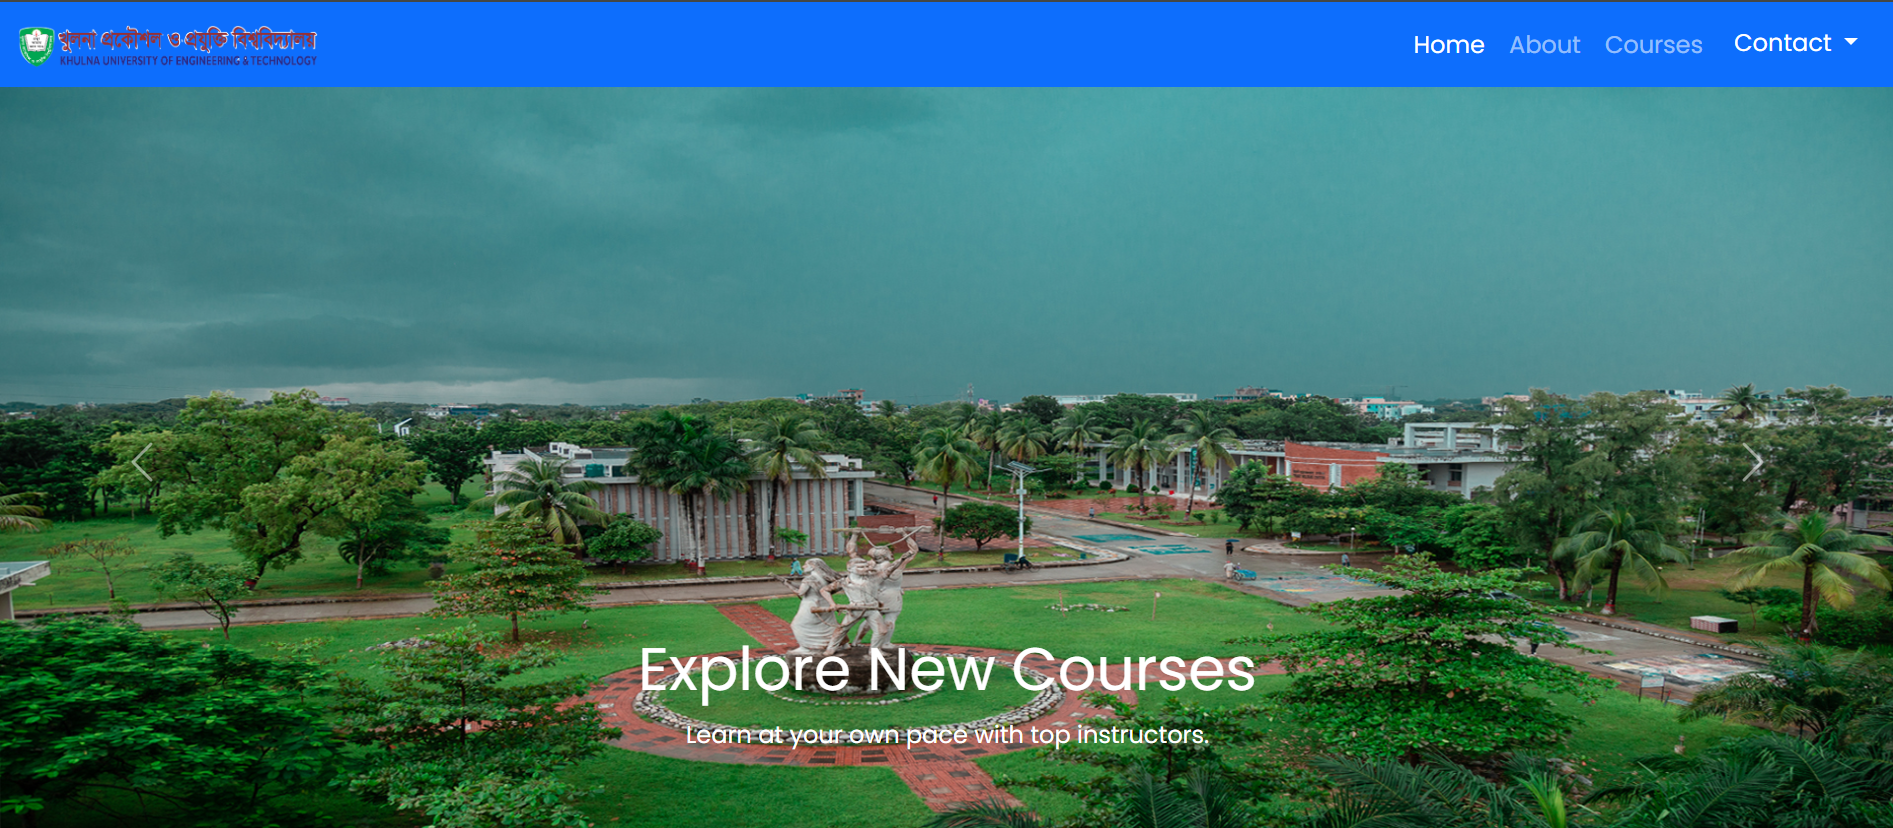 খুলনা প্রকৌশল ও প্রযুক্তি বিশ্ববিদ্যালয়
KHULNA UNIVERSITY OF ENGINEERING & TECHNOLOGY
Home About Courses Contact
Explore New Courses
Learn at your own pace with top instructors.